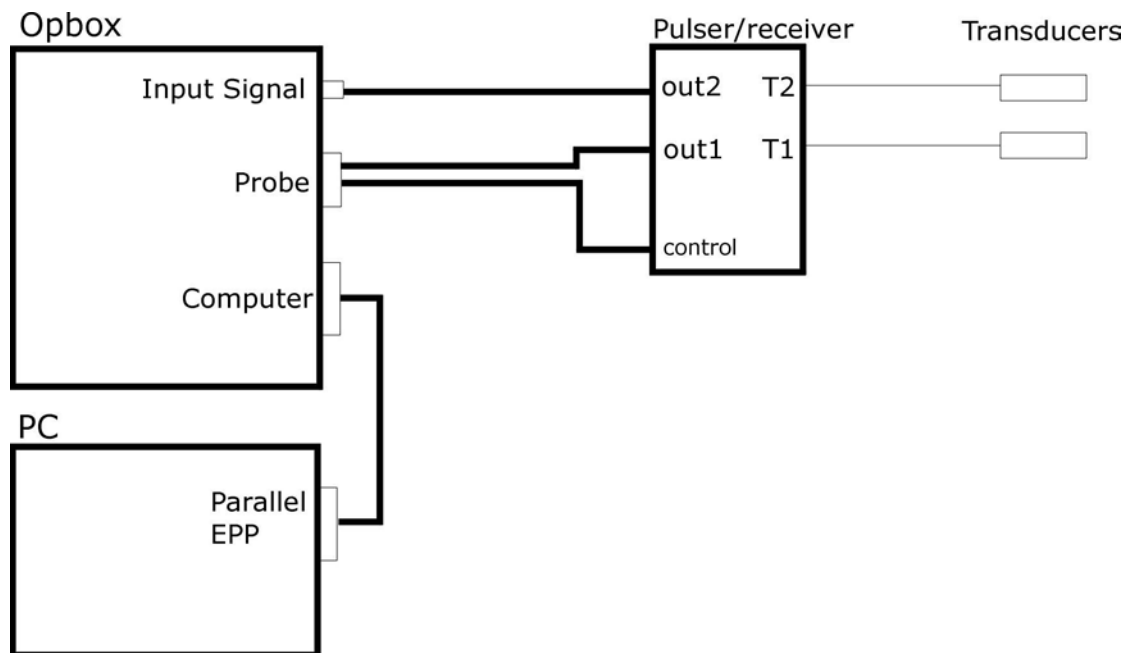 Opbox
Pulser/receiver
Transducers
Input Signal
out2
T2
out1
T1
Probe
control
Computer
PC
Parallel
EPP